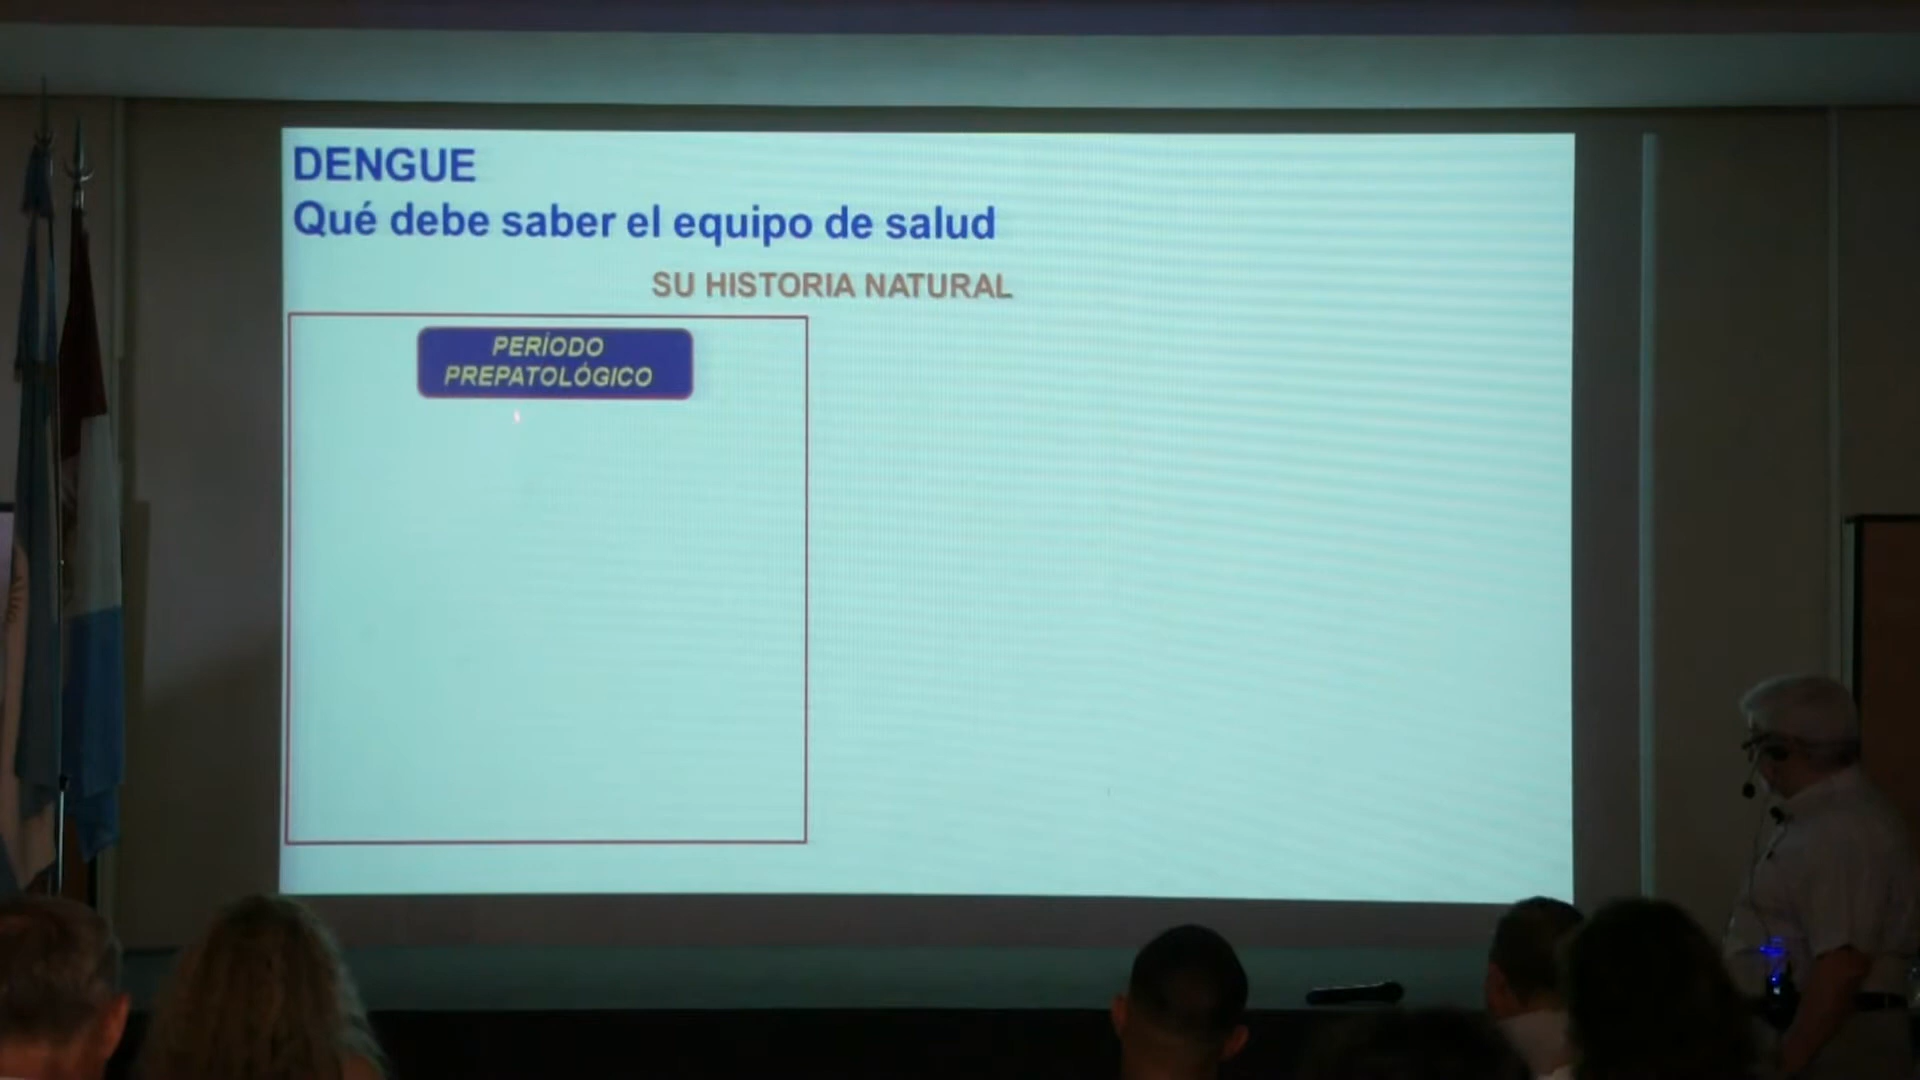 DENGUE
Qué debe saber el equipo de salud
SU HISTORIA NATURAL
PERÍODO
PREPATOLÓGICO